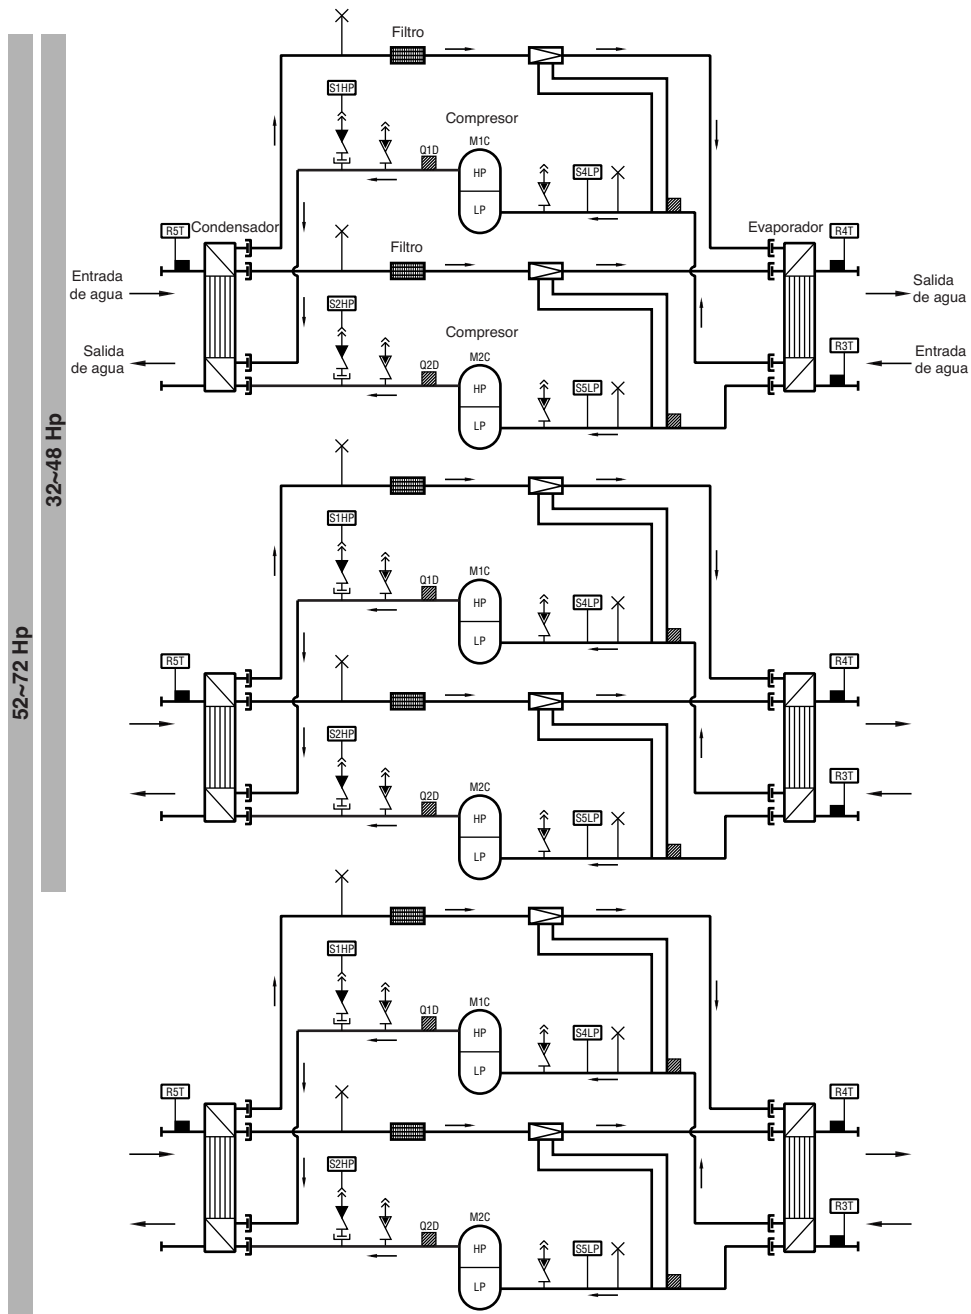 Filtro
S1HP
Compresor
Q1D
M1C
HP
LP
S4LP
R5T
Condensador
Evaporador
R4T
Entrada
de agua
Filtro
Salida
de agua
S2HP
Compresor
Salida
de agua
Q2D
M2C
HP
LP
S5LP
R3T
Entrada
de agua
32~48 Hp
S1HP
Q1D
M1C
HP
LP
S4LP
52~72 Hp
R5T
R4T
S2HP
Q2D
M2C
HP
LP
S5LP
R3T
S1HP
Q1D
M1C
HP
LP
S4LP
R5T
R4T
S2HP
Q2D
M2C
HP
LP
S5LP
R3T